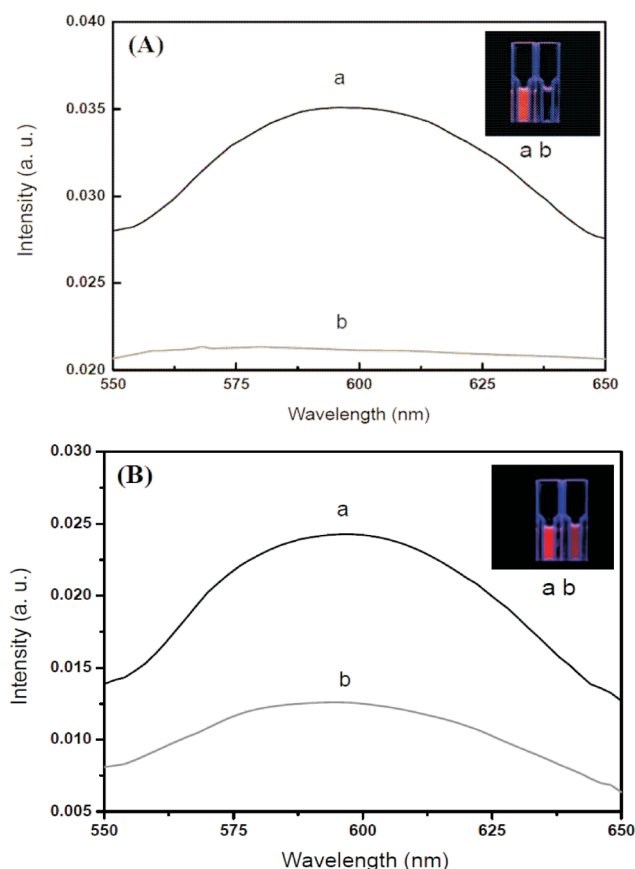 (A)
0.040
0.035
0.030
0.025
0.020
Intensity (a. u.)
a
b
a b
550 575 600 625 650
Wavelength (nm)
(B)
0.030
0.025
0.020
0.015
0.010
0.005
Intensity (a. u.)
a
b
a b
550 575 600 625 650
Wavelength (nm)